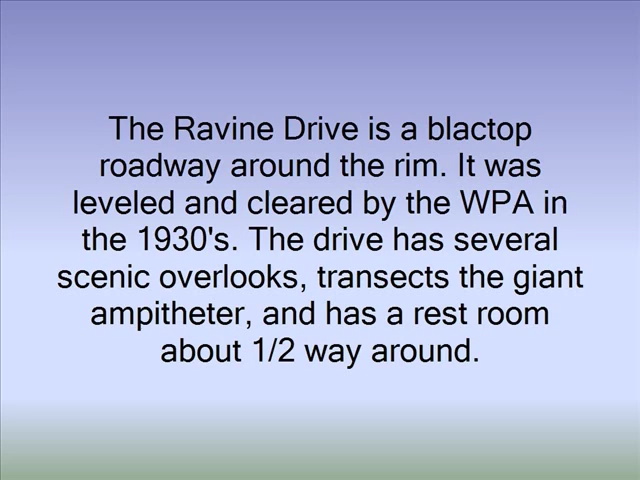 The Ravine Drive is a blactop
roadway around the rim. It was
leveled and cleared by the WPA in
the 1930's. The drive has several
scenic overlooks, transects the giant
ampitheter, and has a rest room
about 1/2 way around.